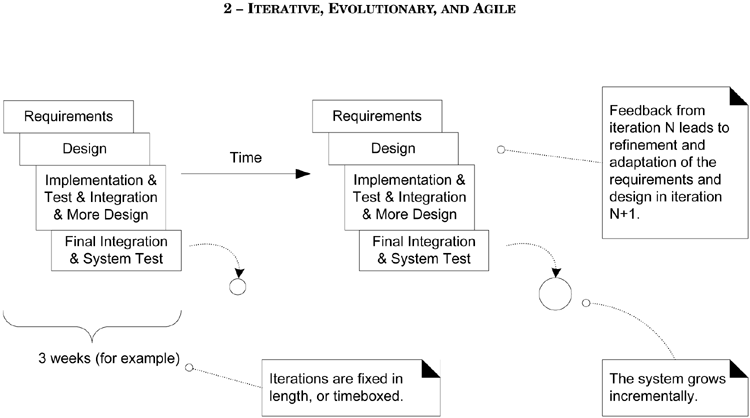 2 – ITERATIVE, EVOLUTIONARY, AND AGILE
Requirements
Design
Implementation &
Test & Integration
& More Design
Final Integration
& System Test
Time
Requirements
Design
Implementation &
Test & Integration
& More Design
Final Integration
& System Test
Feedback from
iteration N leads to
refinement and
adaptation of the
requirements and
design in iteration
N+1.
3 weeks (for example)
Iterations are fixed in
length, or timeboxed.
The system grows
incrementally.